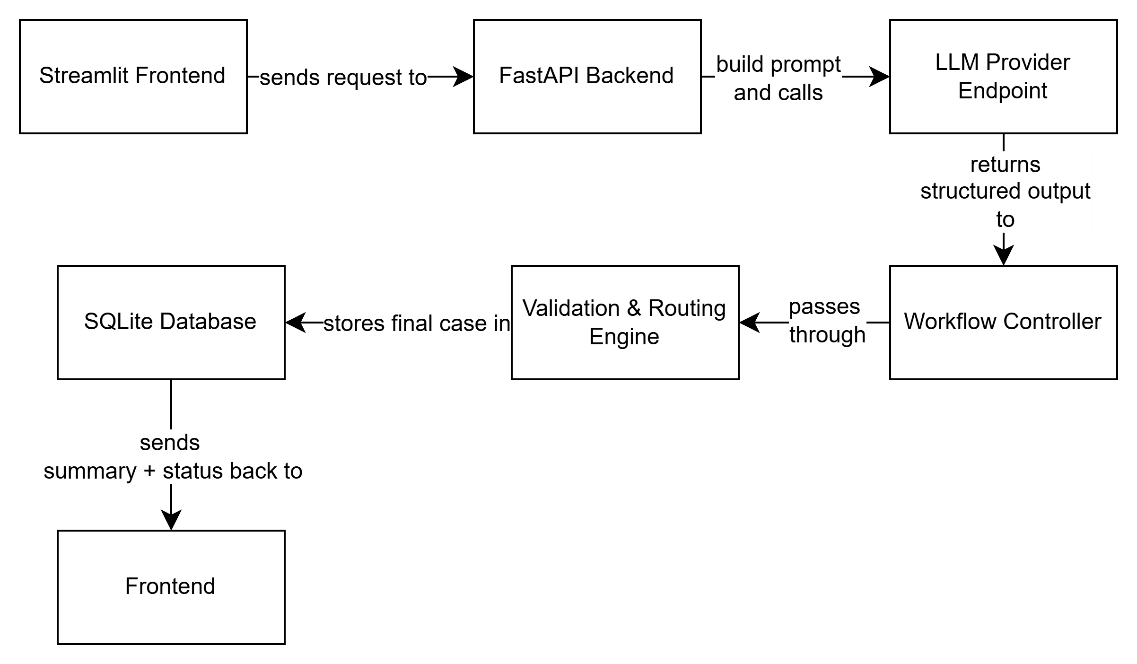 Streamlit Frontend
sends request to
FastAPI Backend
build prompt
and calls
LLM Provider
Endpoint
returns
structured output
to
Workflow Controller
passes
through
Validation & Routing
Engine
stores final case in
SQLite Database
sends
summary + status back to
Frontend